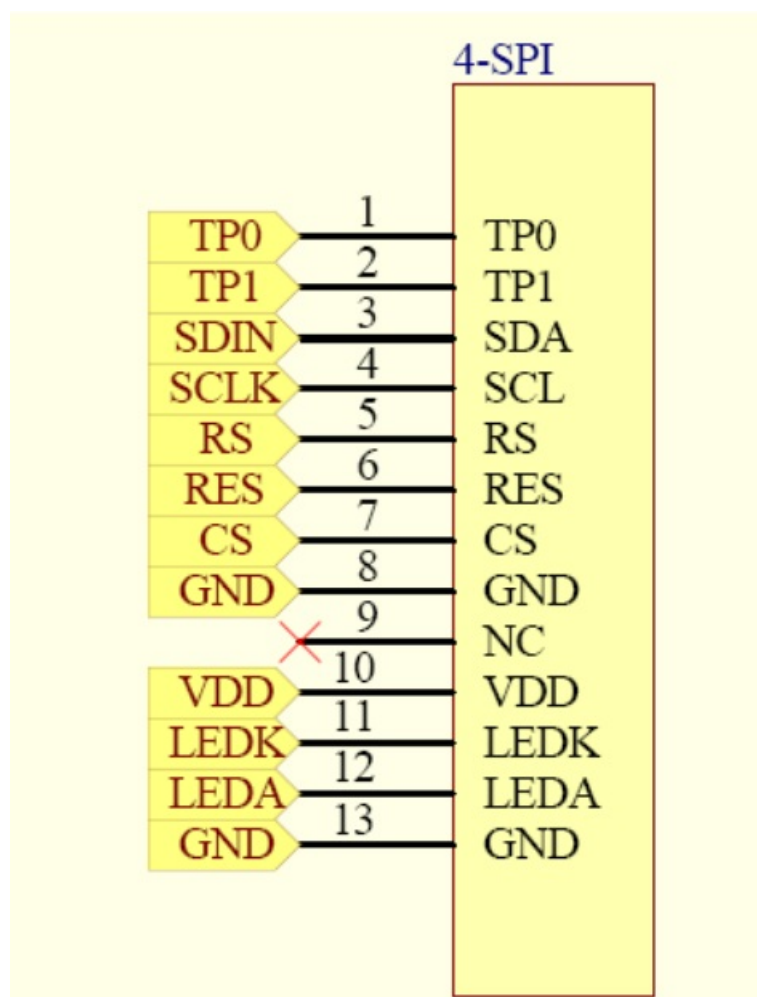 4-SPI
TP0 1 TP0
TP1 2 TP1
SDIN 3 SDA
SCLK 4 SCL
RS 5 RS
RES 6 RES
CS 7 CS
GND 8 GND
9 NC
VDD 10 VDD
LEDK 11 LEDK
LEDA 12 LEDA
GND 13 GND